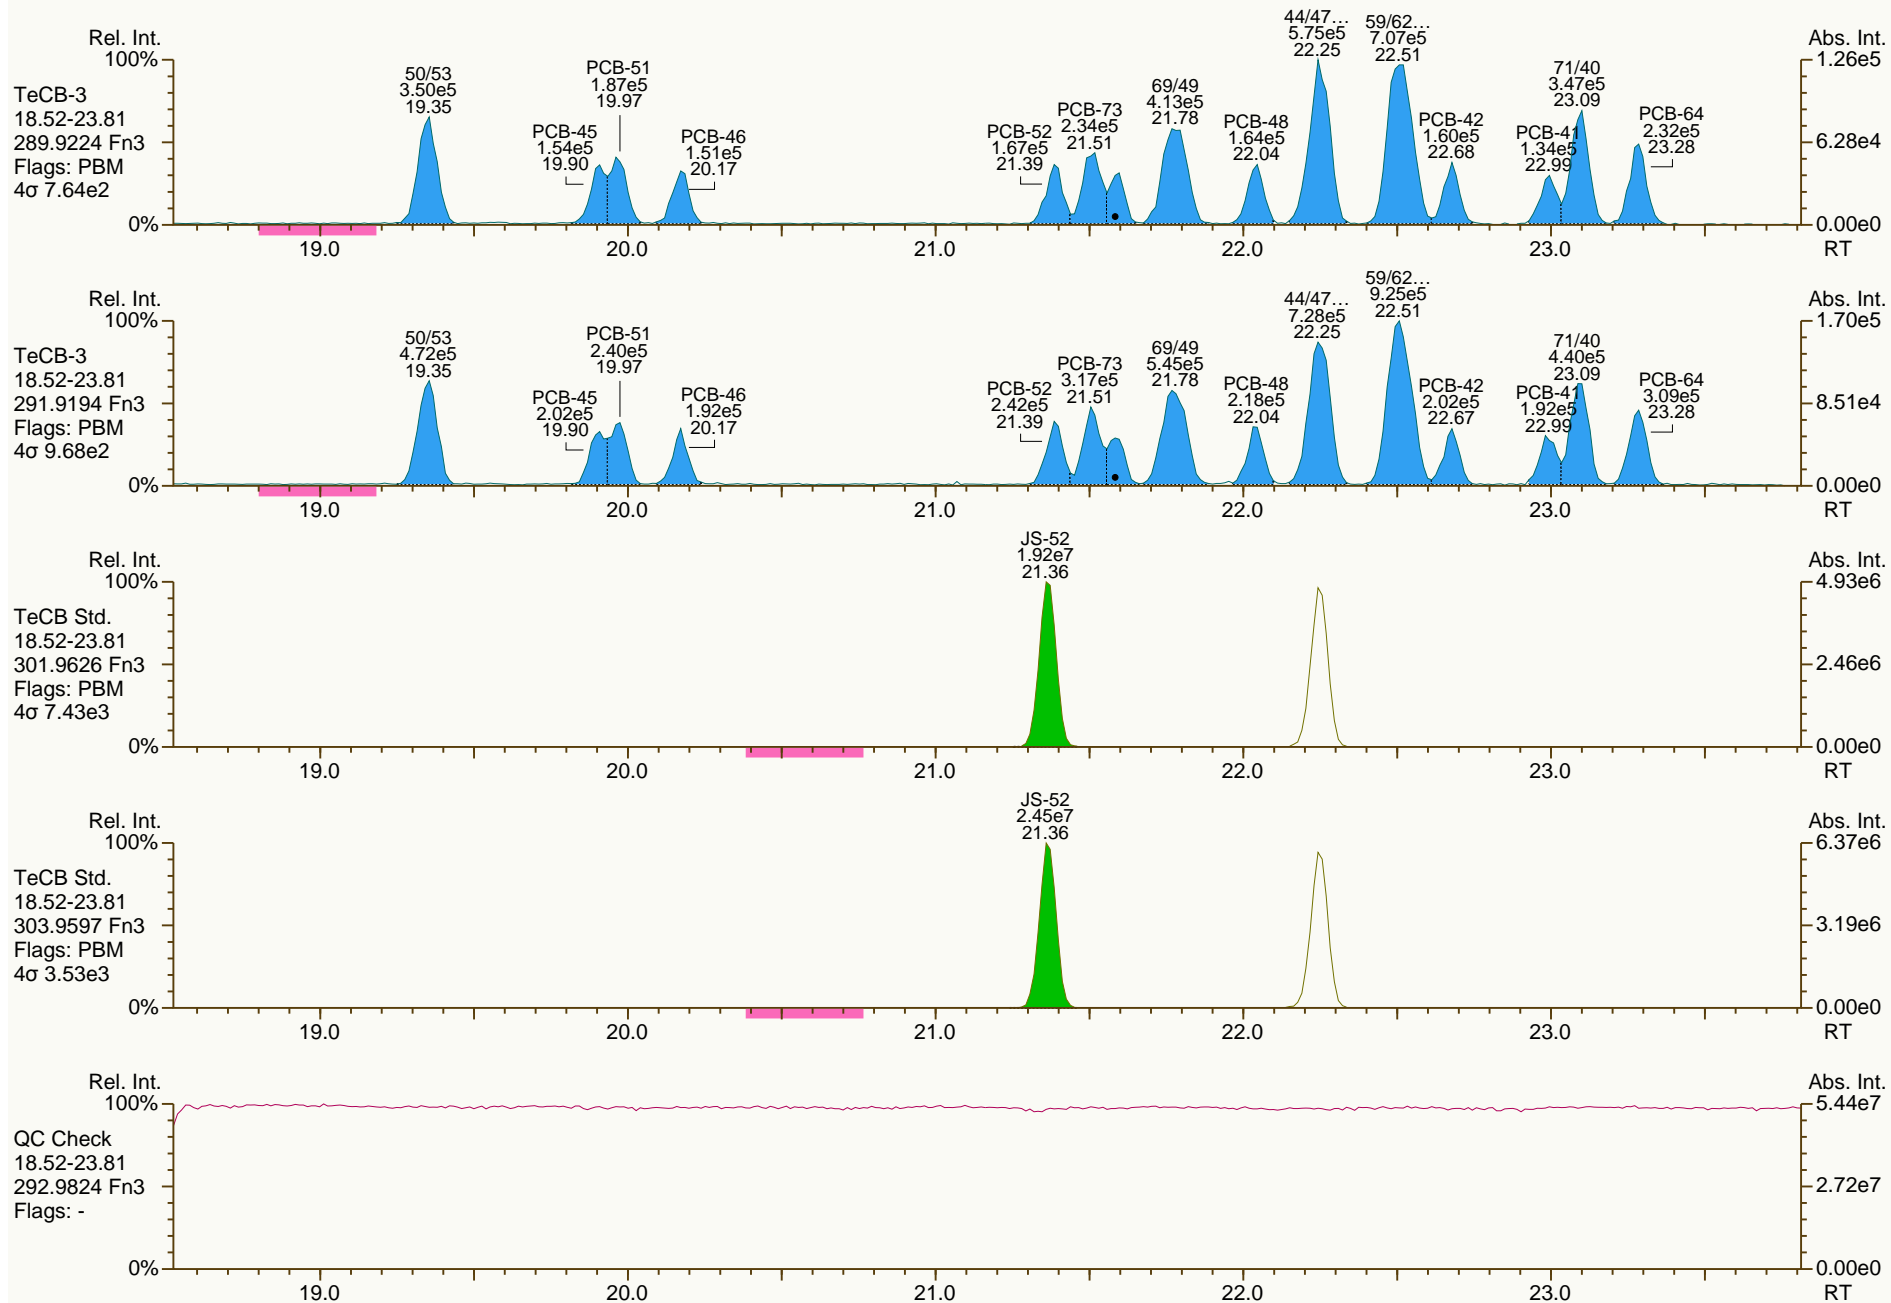 Rel. Int.
100%
0%
TeCB-3
18.52-23.81
289.9224 Fn3
Flags: PBM
4σ 7.64e2
50/53
3.50e5
19.35
PCB-45
1.54e5
19.90
PCB-51
1.87e5
19.97
PCB-46
1.51e5
20.17
PCB-52
1.67e5
21.39
PCB-73
2.34e5
21.51
69/49
4.13e5
21.78
PCB-48
1.64e5
22.04
44/47...
5.75e5
22.25
59/62...
7.07e5
22.51
PCB-42
1.60e5
22.68
PCB-41
1.34e5
22.99
71/40
3.47e5
23.09
PCB-64
2.32e5
23.28
Abs. Int.
1.26e5
6.28e4
0.00e0
19.0 20.0 21.0 22.0 23.0 RT
Rel. Int.
100%
0%
TeCB-3
18.52-23.81
291.9194 Fn3
Flags: PBM
4σ 9.68e2
50/53
4.72e5
19.35
PCB-45
2.02e5
19.90
PCB-51
2.40e5
19.97
PCB-46
1.92e5
20.17
PCB-52
2.42e5
21.39
PCB-73
3.17e5
21.51
69/49
5.45e5
21.78
PCB-48
2.18e5
22.04
44/47...
7.28e5
22.25
59/62...
9.25e5
22.51
PCB-42
2.02e5
22.67
PCB-41
1.92e5
22.99
71/40
4.40e5
23.09
PCB-64
3.09e5
23.28
Abs. Int.
1.70e5
8.51e4
0.00e0
19.0 20.0 21.0 22.0 23.0 RT
Rel. Int.
100%
0%
TeCB Std.
18.52-23.81
301.9626 Fn3
Flags: PBM
4σ 7.43e3
JS-52
1.92e7
21.36
Abs. Int.
4.93e6
2.46e6
0.00e0
19.0 20.0 21.0 22.0 23.0 RT
Rel. Int.
100%
0%
TeCB Std.
18.52-23.81
303.9597 Fn3
Flags: PBM
4σ 3.53e3
JS-52
2.45e7
21.36
Abs. Int.
6.37e6
3.19e6
0.00e0
19.0 20.0 21.0 22.0 23.0 RT
Rel. Int.
100%
0%
QC Check
18.52-23.81
292.9824 Fn3
Flags: -
Abs. Int.
5.44e7
2.72e7
0.00e0
19.0 20.0 21.0 22.0 23.0 RT